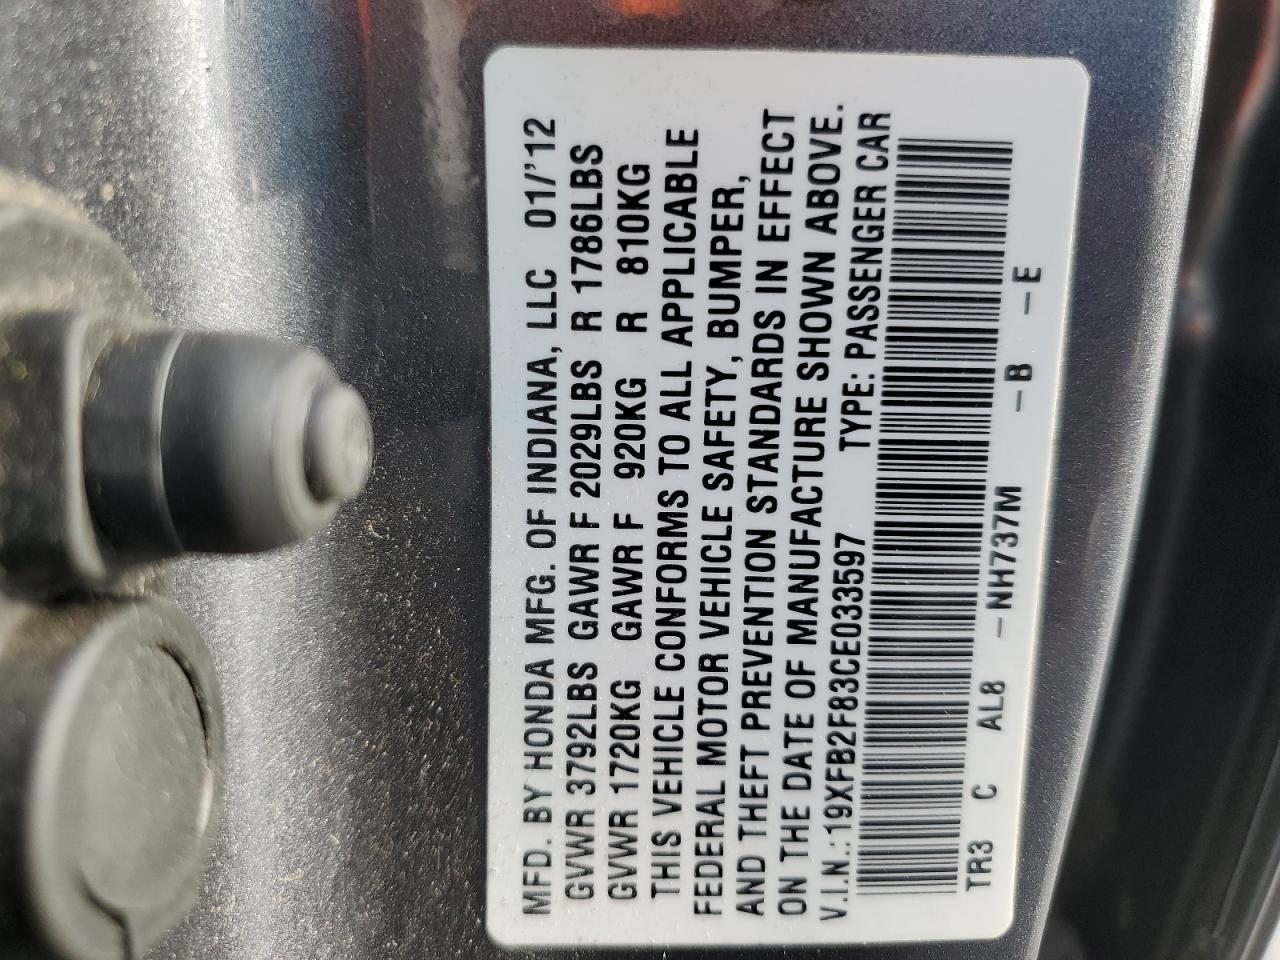 MFD. BY HONDA MFG. OF INDIANA, LLC 01/'12
GVWR 3792LBS GAWR F 2029LBS R 1786LBS
GVWR 1720KG GAWR F 920KG R 810KG
THIS VEHICLE CONFORMS TO ALL APPLICABLE
FEDERAL MOTOR VEHICLE SAFETY, BUMPER,
AND THEFT PREVENTION STANDARDS IN EFFECT
ON THE DATE OF MANUFACTURE SHOWN ABOVE.
V.I.N.:19XFB2F83CE033597 TYPE: PASSENGER CAR
TR3 C AL8 -NH737M -B -E